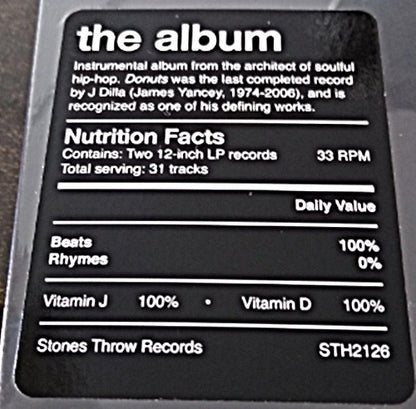 the album
Instrumental album from the architect of soulful
hip-hop. Donuts was the last completed record
by J Dilla (James Yancey, 1974-2006), and is
recognized as one of his defining works.
Nutrition Facts
Contains: Two 12-inch LP records 33 RPM
Total serving: 31 tracks
Daily Value
Beats 100%
Rhymes 0%
Vitamin J 100% • Vitamin D 100%
Stones Throw Records STH2126